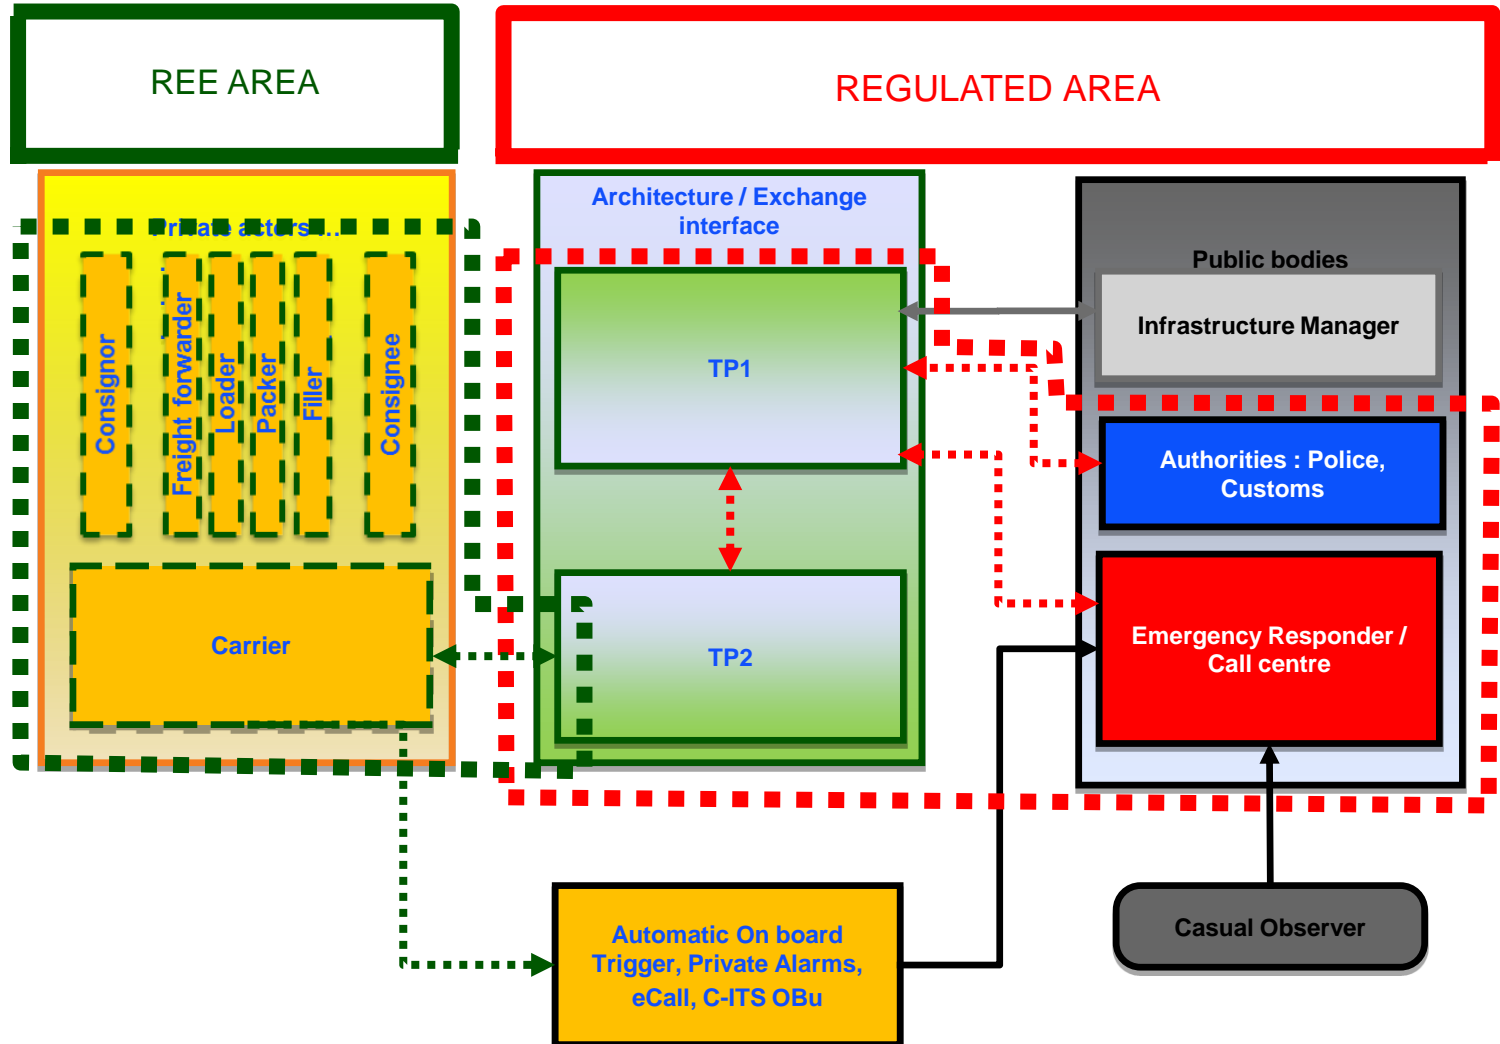 REE AREA
REGULATED AREA
Private actors ...
Consignor
Freight forwarder
Loader
Packer
Filler
Consignee
Carrier
Architecture / Exchange
interface
TP1
TP2
Public bodies
Infrastructure Manager
Authorities : Police,
Customs
Emergency Responder /
Call centre
Automatic On board
Trigger, Private Alarms,
eCall, C-ITS OBu
Casual Observer